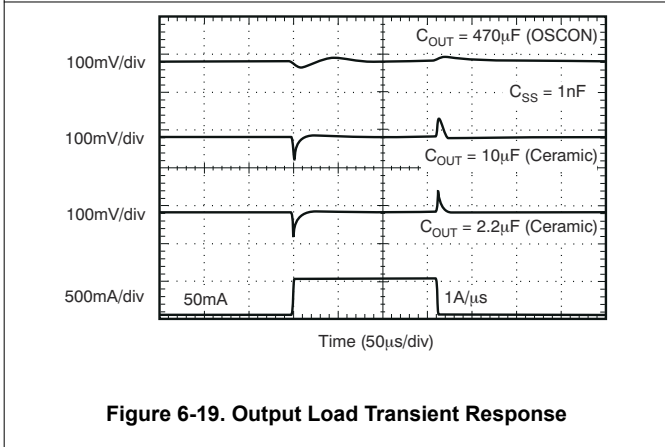 C_OUT = 470μF (OSCON)
100mV/div
C_SS = 1nF
100mV/div
C_OUT = 10μF (Ceramic)
100mV/div
C_OUT = 2.2μF (Ceramic)
500mA/div
50mA
1A/μs
Time (50μs/div)
Figure 6-19. Output Load Transient Response